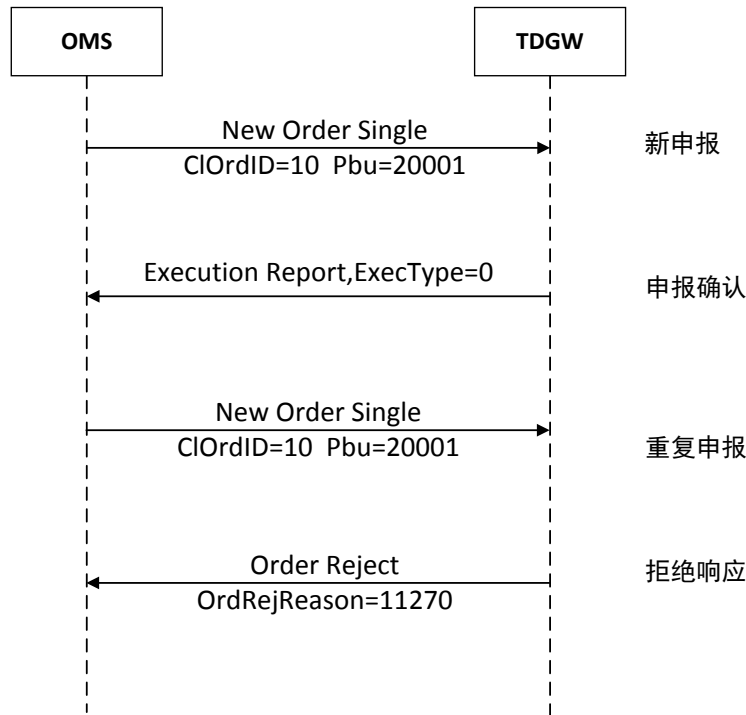 OMS
TDGW
New Order Single
ClOrdID=10 Pbu=20001
新申报
Execution Report,ExecType=0
申报确认
New Order Single
ClOrdID=10 Pbu=20001
重复申报
Order Reject
OrdRejReason=11270
拒绝响应